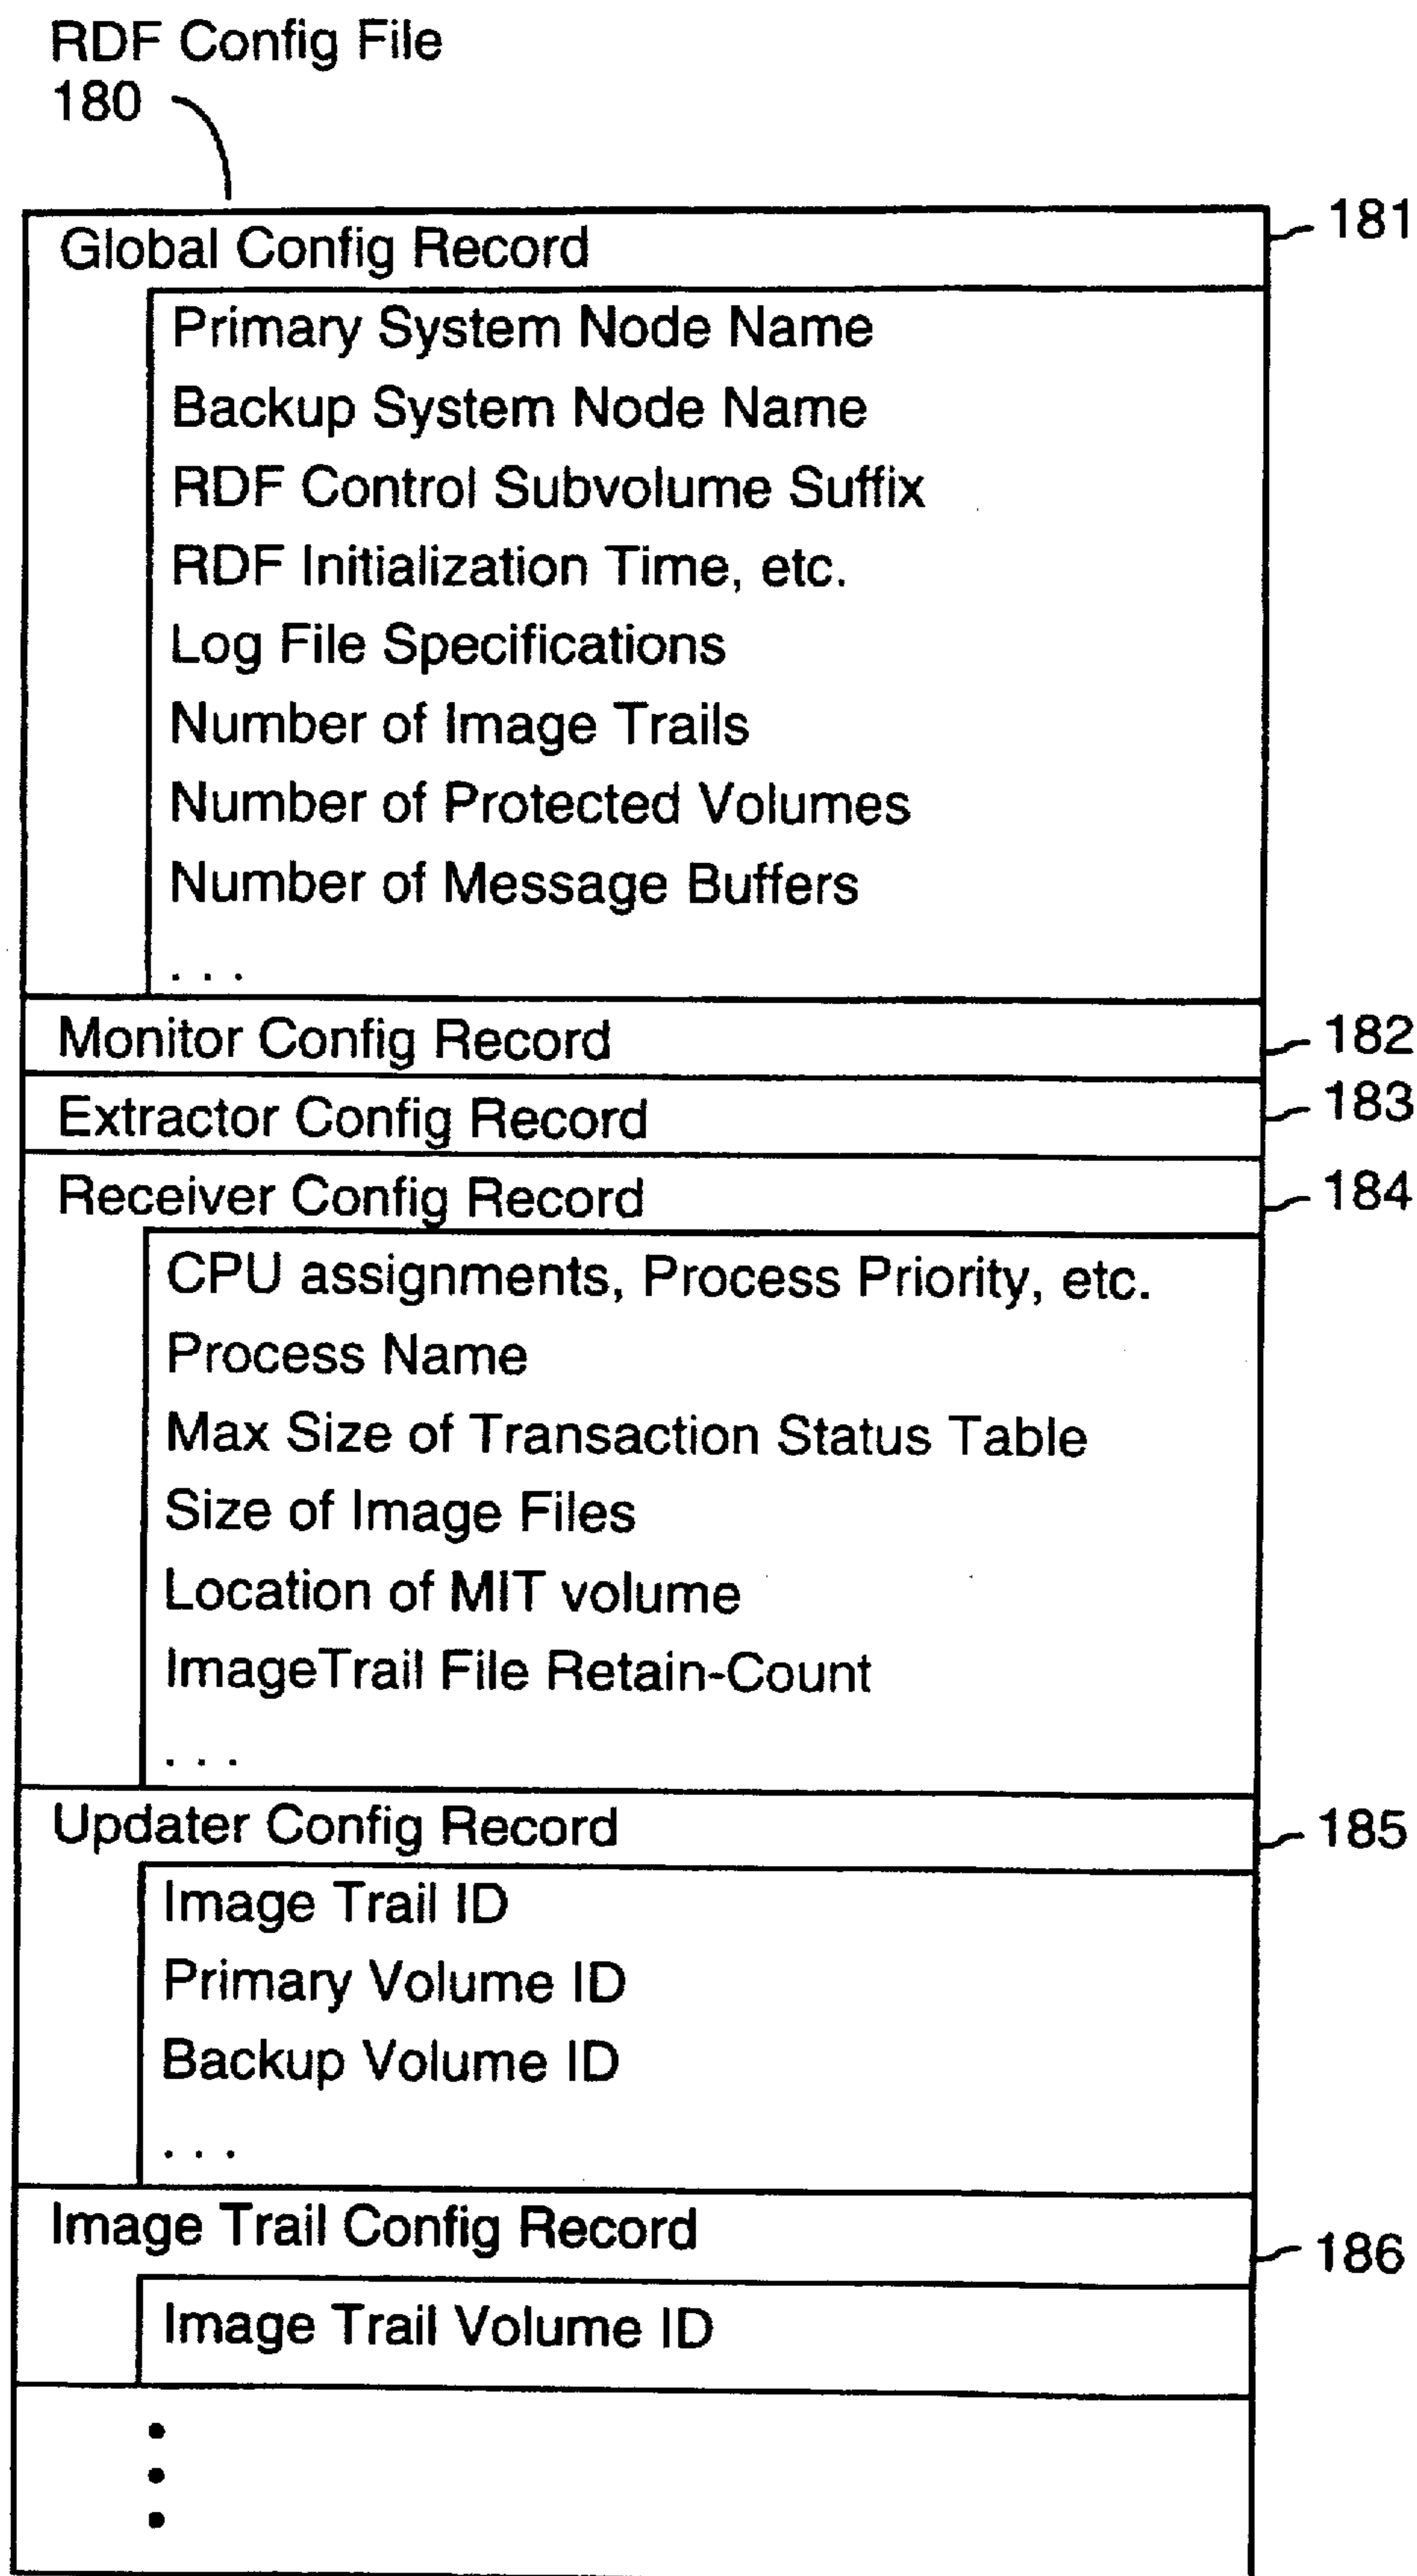 RDF Config File
180
Global Config Record 181
Primary System Node Name
Backup System Node Name
RDF Control Subvolume Suffix
RDF Initialization Time, etc.
Log File Specifications
Number of Image Trails
Number of Protected Volumes
Number of Message Buffers
. . .
Monitor Config Record 182
Extractor Config Record 183
Receiver Config Record 184
CPU assignments, Process Priority, etc.
Process Name
Max Size of Transaction Status Table
Size of Image Files
Location of MIT volume
ImageTrail File Retain-Count
. . .
Updater Config Record 185
Image Trail ID
Primary Volume ID
Backup Volume ID
. . .
Image Trail Config Record 186
Image Trail Volume ID